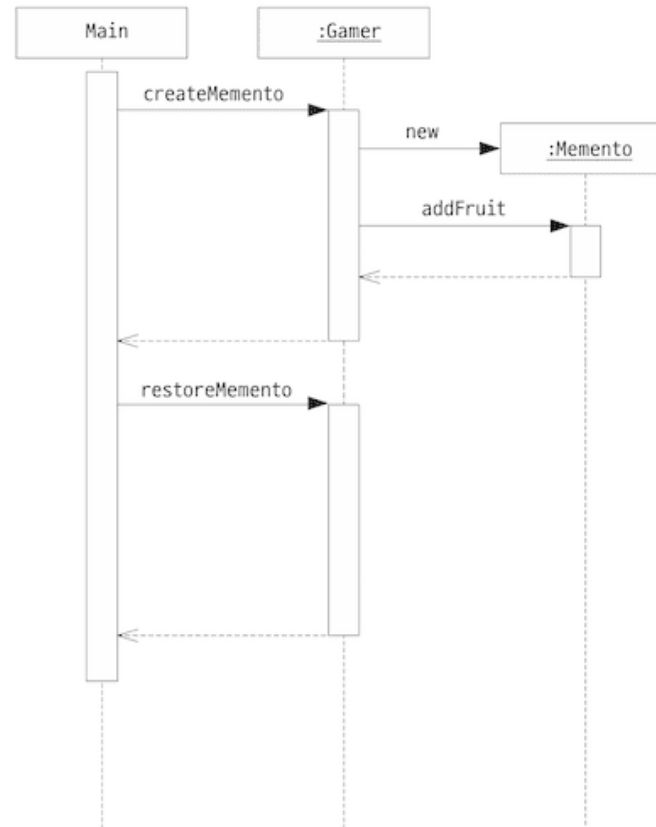 Main
:Gamer
createMemento
new
:Memento
addFruit
restoreMemento